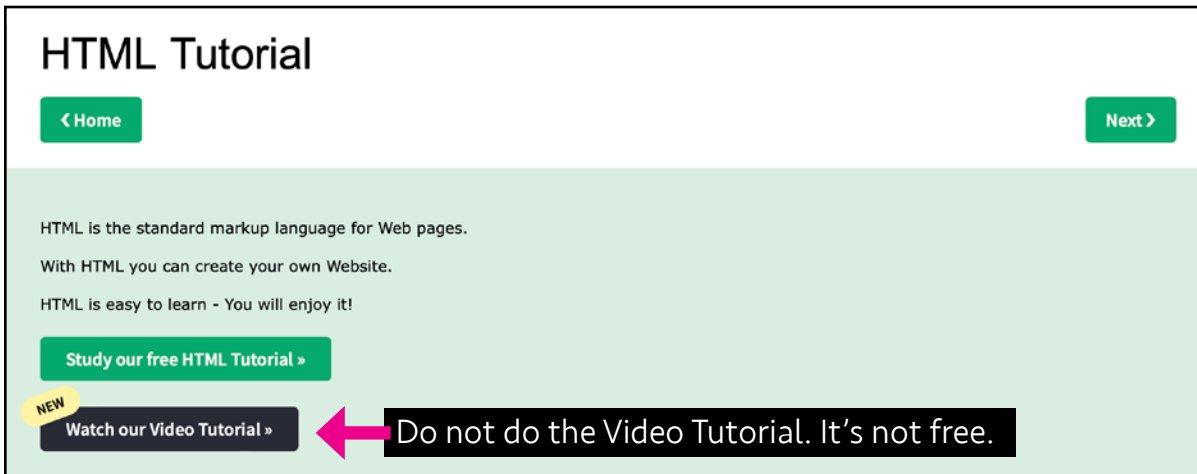 HTML Tutorial
❮ Home
Next ❯
HTML is the standard markup language for Web pages.
With HTML you can create your own Website.
HTML is easy to learn - You will enjoy it!
Study our free HTML Tutorial »
NEW
Watch our Video Tutorial »
Do not do the Video Tutorial. It’s not free.